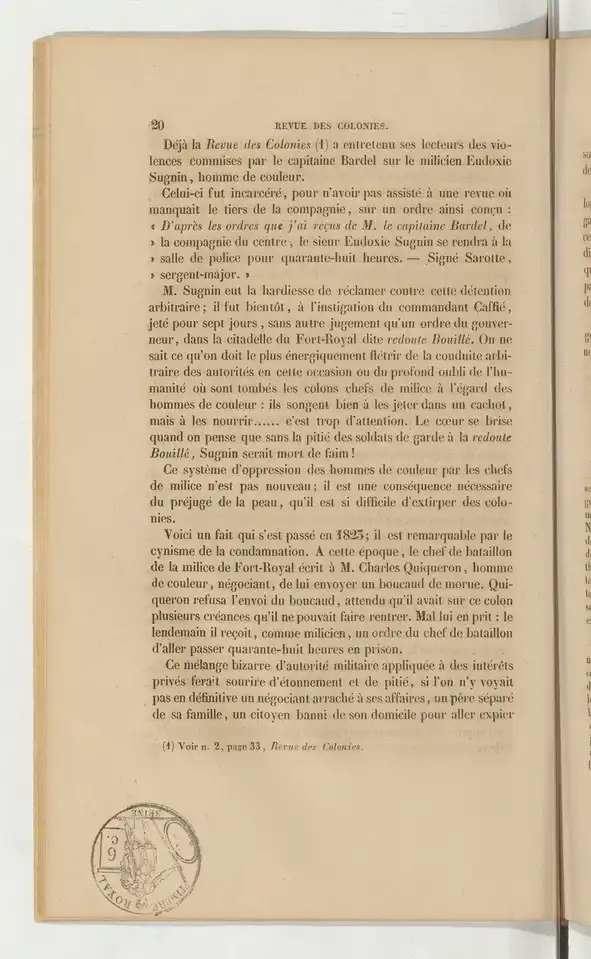 20 REVUE DES COLONIES.
Déjà la Revue des Colonies (1) a entretenu ses lecteurs des vio-
lences commises par le capitaine Bardel sur le milicien Eudoxie
Sugnin, homme de couleur.
Celui-ci fut incarcéré, pour n'avoir pas assisté à une revue où
manquait le tiers de la compagnie, sur un ordre ainsi conçu :
« D'après les ordres que j'ai reçus de M. le capitaine Bardel, de
» la compagnie du centre, le sieur Eudoxie Sugnin se rendra à la
» salle de police pour quarante-huit heures. — Signé Sarotte,
» sergent-major. »
M. Sugnin eut la hardiesse de réclamer contre cette détention
arbitraire; il fut bientôt, à l'instigation du commandant Caffié,
jeté pour sept jours, sans autre jugement qu'un ordre du gouver-
neur, dans la citadelle du Fort-Royal dite redoute Bouillé. On ne
sait ce qu'on doit le plus énergiquement flétrir de la conduite arbi-
traire des autorités en cette occasion ou du profond oubli de l'hu-
manité où sont tombés les colons chefs de milice à l'égard des
hommes de couleur : ils songent bien à les jeter dans un cachot,
mais à les nourrir...... c'est trop d'attention. Le cœur se brise
quand on pense que sans la pitié des soldats de garde à la redoute
Bouillé, Sugnin serait mort de faim !
Ce système d'oppression des hommes de couleur par les chefs
de milice n'est pas nouveau; il est une conséquence nécessaire
du préjugé de la peau, qu'il est si difficile d'extirper des colo-
nies.
Voici un fait qui s'est passé en 1825; il est remarquable par le
cynisme de la condamnation. A cette époque, le chef de bataillon
de la milice de Fort-Royal écrit à M. Charles Quiqueron, homme
de couleur, négociant, de lui envoyer un boucaud de morue. Qui-
queron refusa l'envoi du boucaud, attendu qu'il avait sur ce colon
plusieurs créances qu'il ne pouvait faire rentrer. Mal lui en prit : le
lendemain il reçoit, comme milicien, un ordre du chef de bataillon
d'aller passer quarante-huit heures en prison.
Ce mélange bizarre d'autorité militaire appliquée à des intérêts
privés ferait sourire d'étonnement et de pitié, si l'on n'y voyait
pas en définitive un négociant arraché à ses affaires, un père séparé
de sa famille, un citoyen banni de son domicile pour aller expier
(1) Voir n. 2, page 33, Revue des Colonies.
SEINE
6 C.
TIMBRE ROYAL